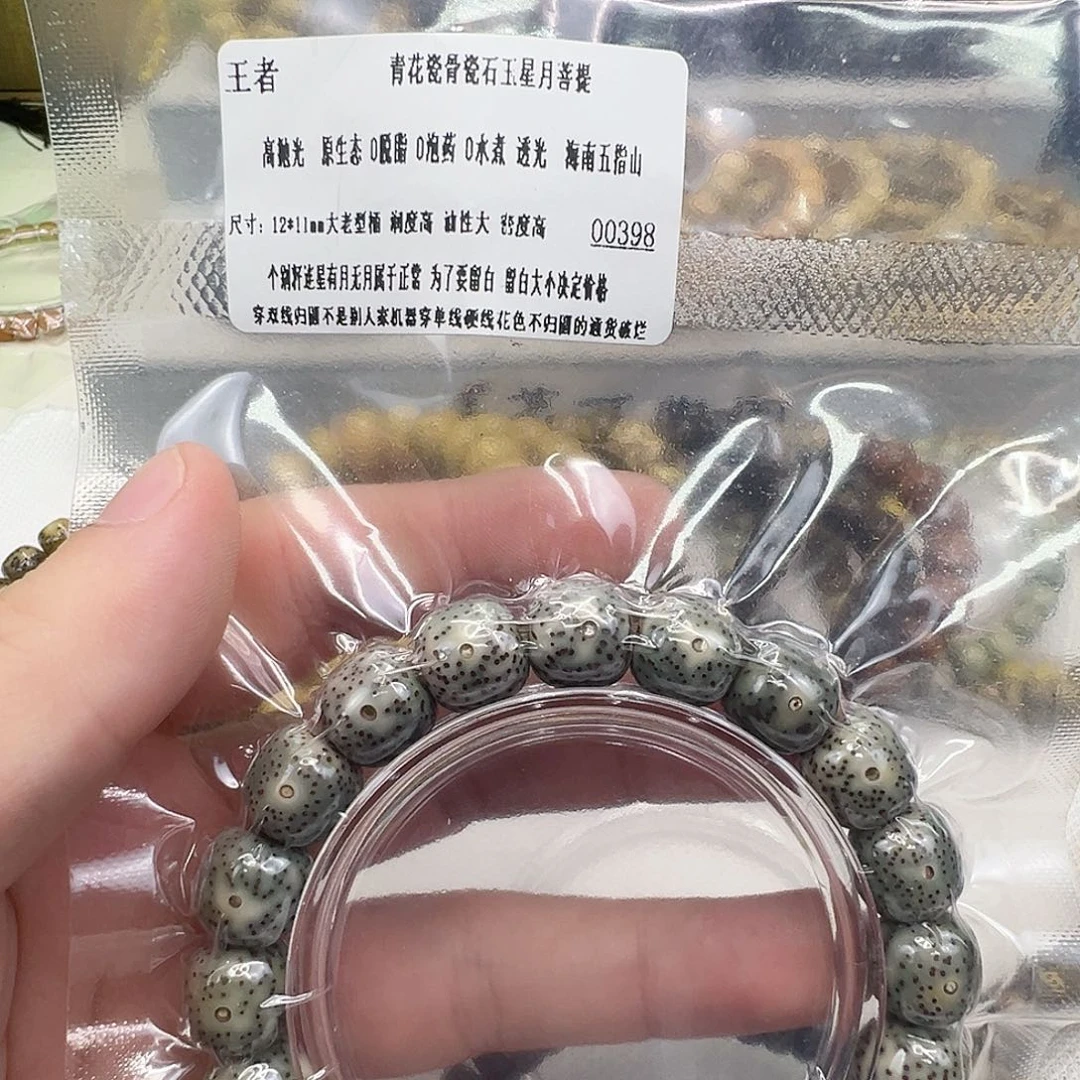 王者 青花瓷骨瓷石玉星月菩提
高抛光 原生态 0脱脂 0泡药 0水煮 透光 海南五指山
尺寸：12*11mm大老型桶 润度高 油性大 密度高 00398
个别杯连星有月无月属于正常 为了要留白 留白大小决定价格
穿双线归圆不是别人家机器穿单线硬线花色不归圆的通货破烂